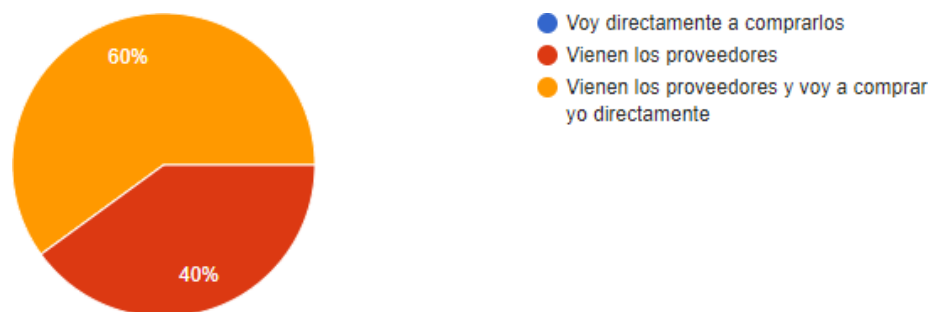 60%
40%
Voy directamente a comprarlos
Vienen los proveedores
Vienen los proveedores y voy a comprar
yo directamente